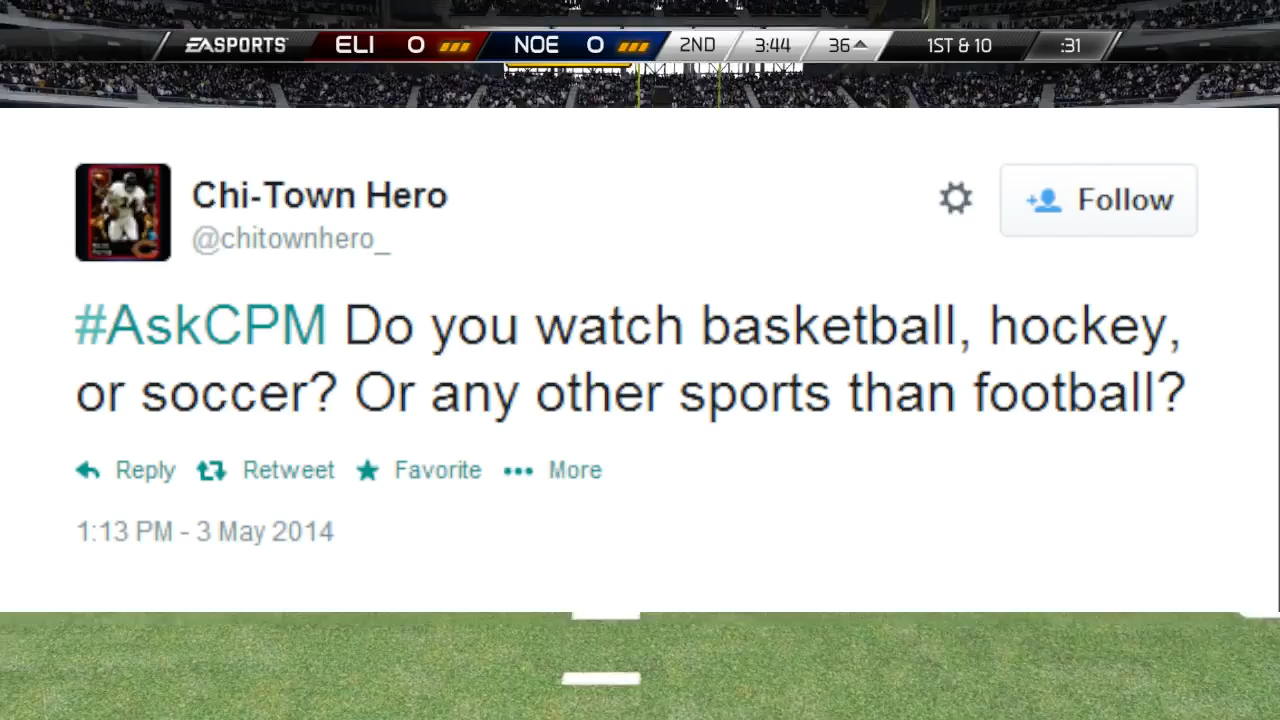 EA SPORTS ELI 0 NOE 0 2ND 3:44 36 1ST & 10 :31
Chi-Town Hero
Follow
@chitownhero_
#AskCPM Do you watch basketball, hockey,
or soccer? Or any other sports than football?
Reply Retweet Favorite More
1:13 PM - 3 May 2014